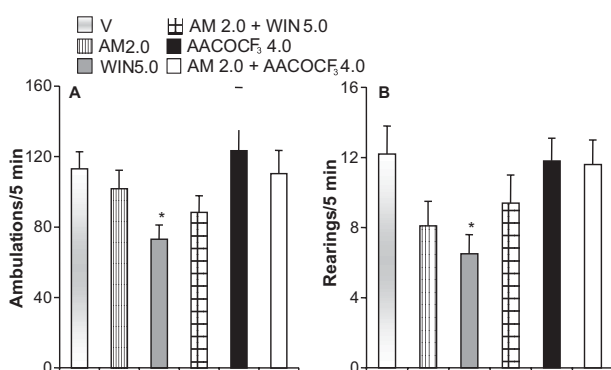 V AM 2.0 + WIN 5.0
AM2.0 AACOCF3 4.0
WIN5.0 AM 2.0 + AACOCF3 4.0
A
Ambulations/5 min
160
120
80
40
0
*
B
Rearings/5 min
16
12
8
4
0
*